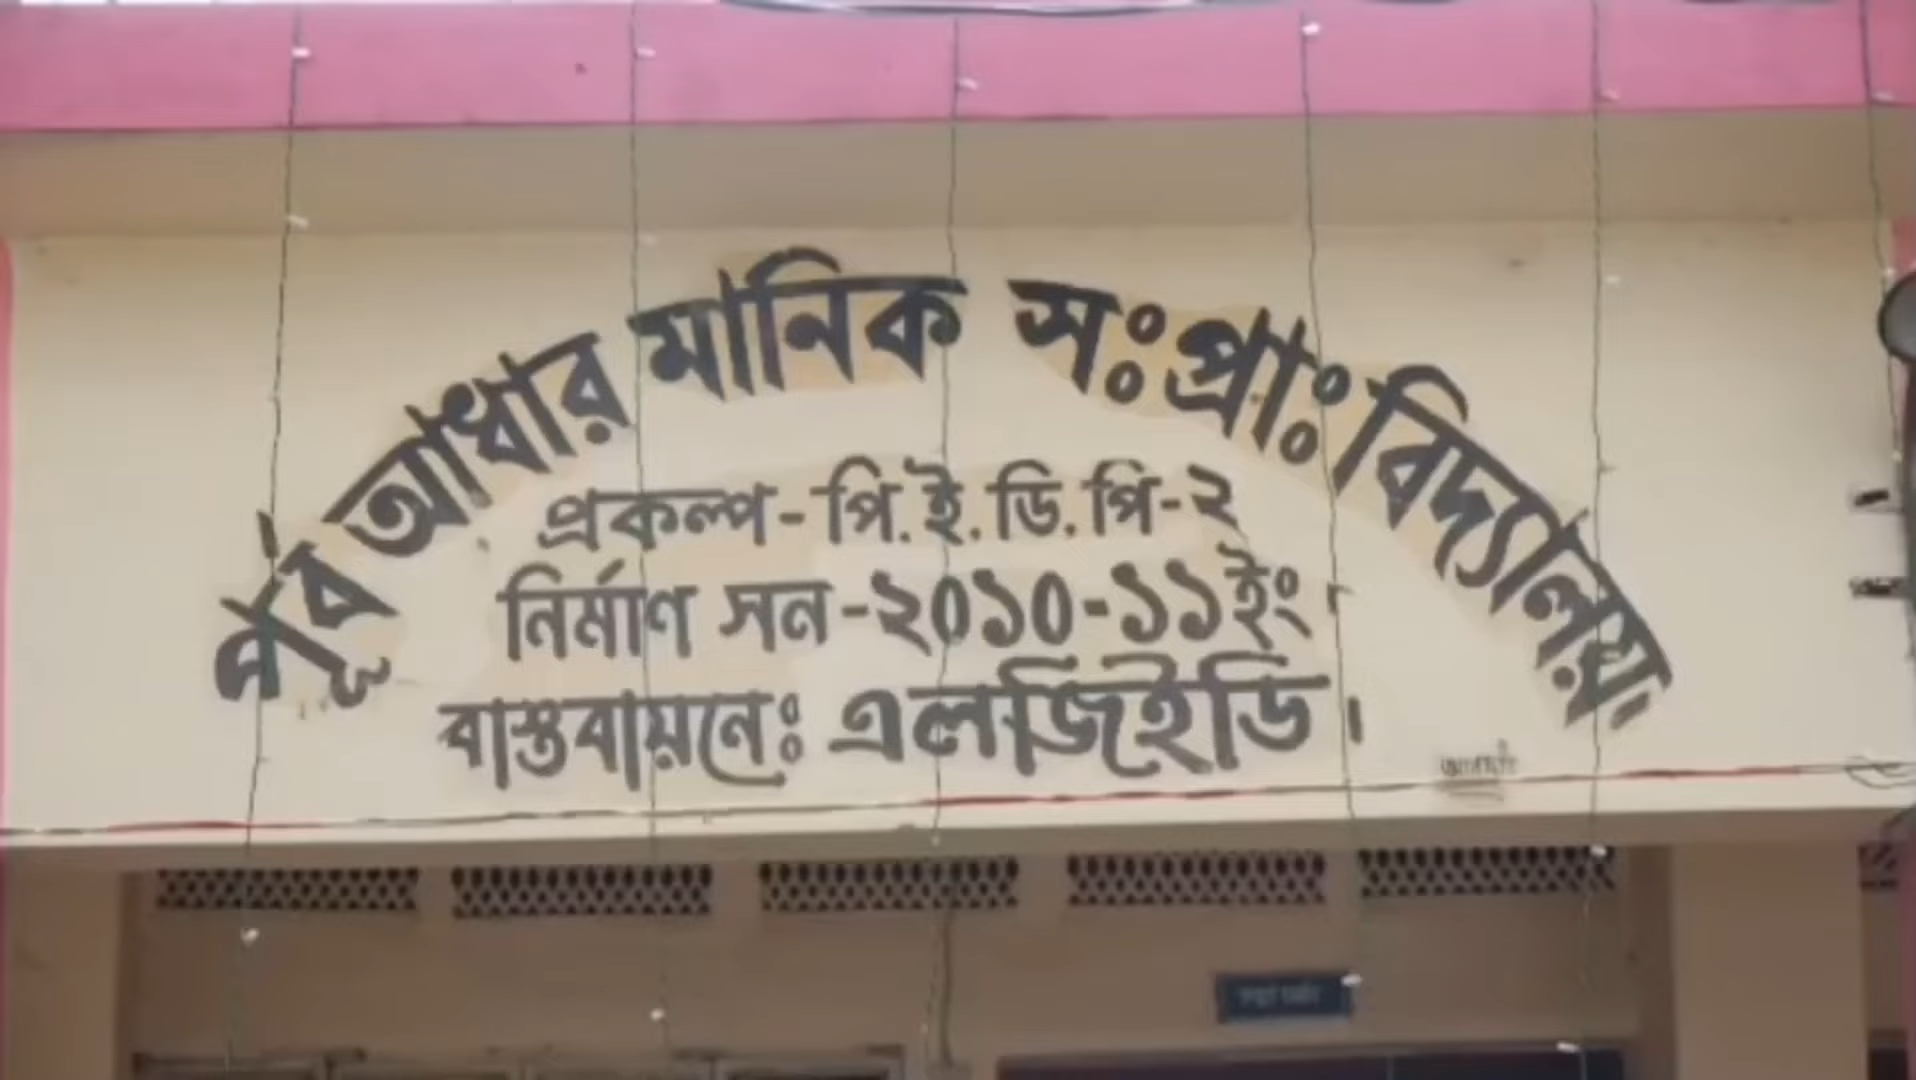 পূর্ব আধার মানিক সঃপ্রাঃবিদ্যালয়।
প্রকল্প-পি.ই.ডি.পি-২
নির্মাণ সন-২০১০-১১ইং।
বাস্তবায়নেঃ এলজিইডি।